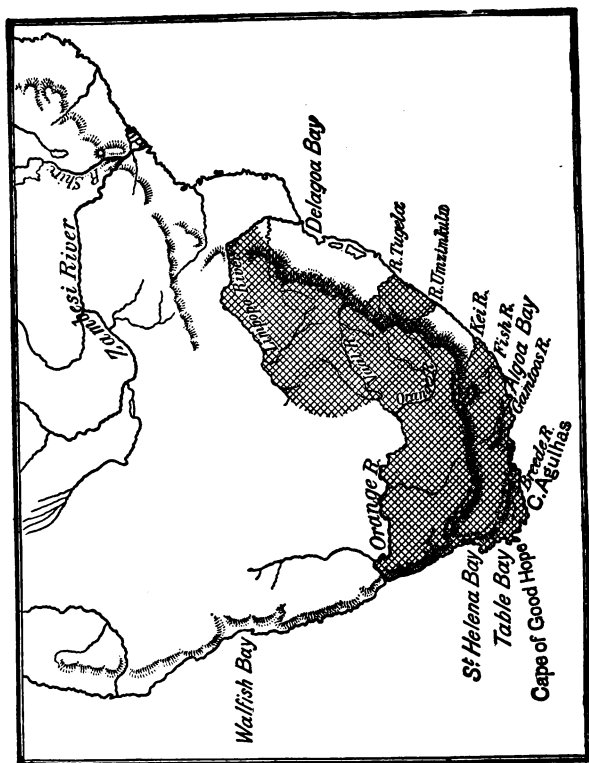 R. Shire
Zambesi River
Delagoa Bay
Limpopo River
R. Tugela
R. Umzimkulu
Vaal R.
Orange R.
Kei R.
Fish R.
Algoa Bay
Gamtoos R.
Orange R.
Breede R.
C. Agulhas
St Helena Bay
Table Bay
Cape of Good Hope
Walfish Bay